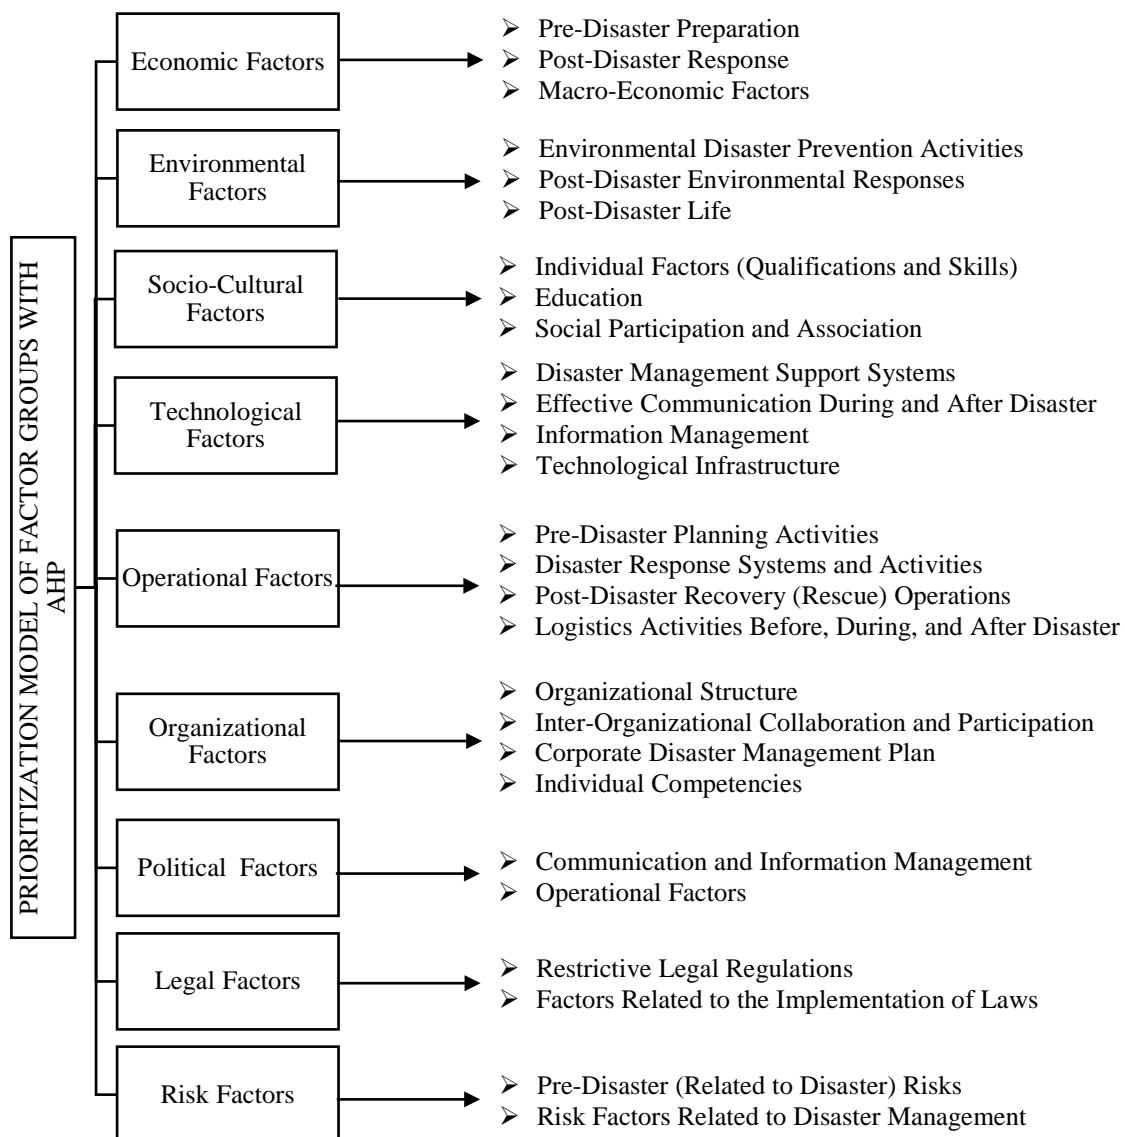 PRIORITIZATION MODEL OF FACTOR GROUPS WITH
AHP
Economic Factors
➢ Pre-Disaster Preparation
➢ Post-Disaster Response
➢ Macro-Economic Factors
Environmental
Factors
➢ Environmental Disaster Prevention Activities
➢ Post-Disaster Environmental Responses
➢ Post-Disaster Life
Socio-Cultural
Factors
➢ Individual Factors (Qualifications and Skills)
➢ Education
➢ Social Participation and Association
Technological
Factors
➢ Disaster Management Support Systems
➢ Effective Communication During and After Disaster
➢ Information Management
➢ Technological Infrastructure
Operational Factors
➢ Pre-Disaster Planning Activities
➢ Disaster Response Systems and Activities
➢ Post-Disaster Recovery (Rescue) Operations
➢ Logistics Activities Before, During, and After Disaster
Organizational
Factors
➢ Organizational Structure
➢ Inter-Organizational Collaboration and Participation
➢ Corporate Disaster Management Plan
➢ Individual Competencies
Political Factors
➢ Communication and Information Management
➢ Operational Factors
Legal Factors
➢ Restrictive Legal Regulations
➢ Factors Related to the Implementation of Laws
Risk Factors
➢ Pre-Disaster (Related to Disaster) Risks
➢ Risk Factors Related to Disaster Management